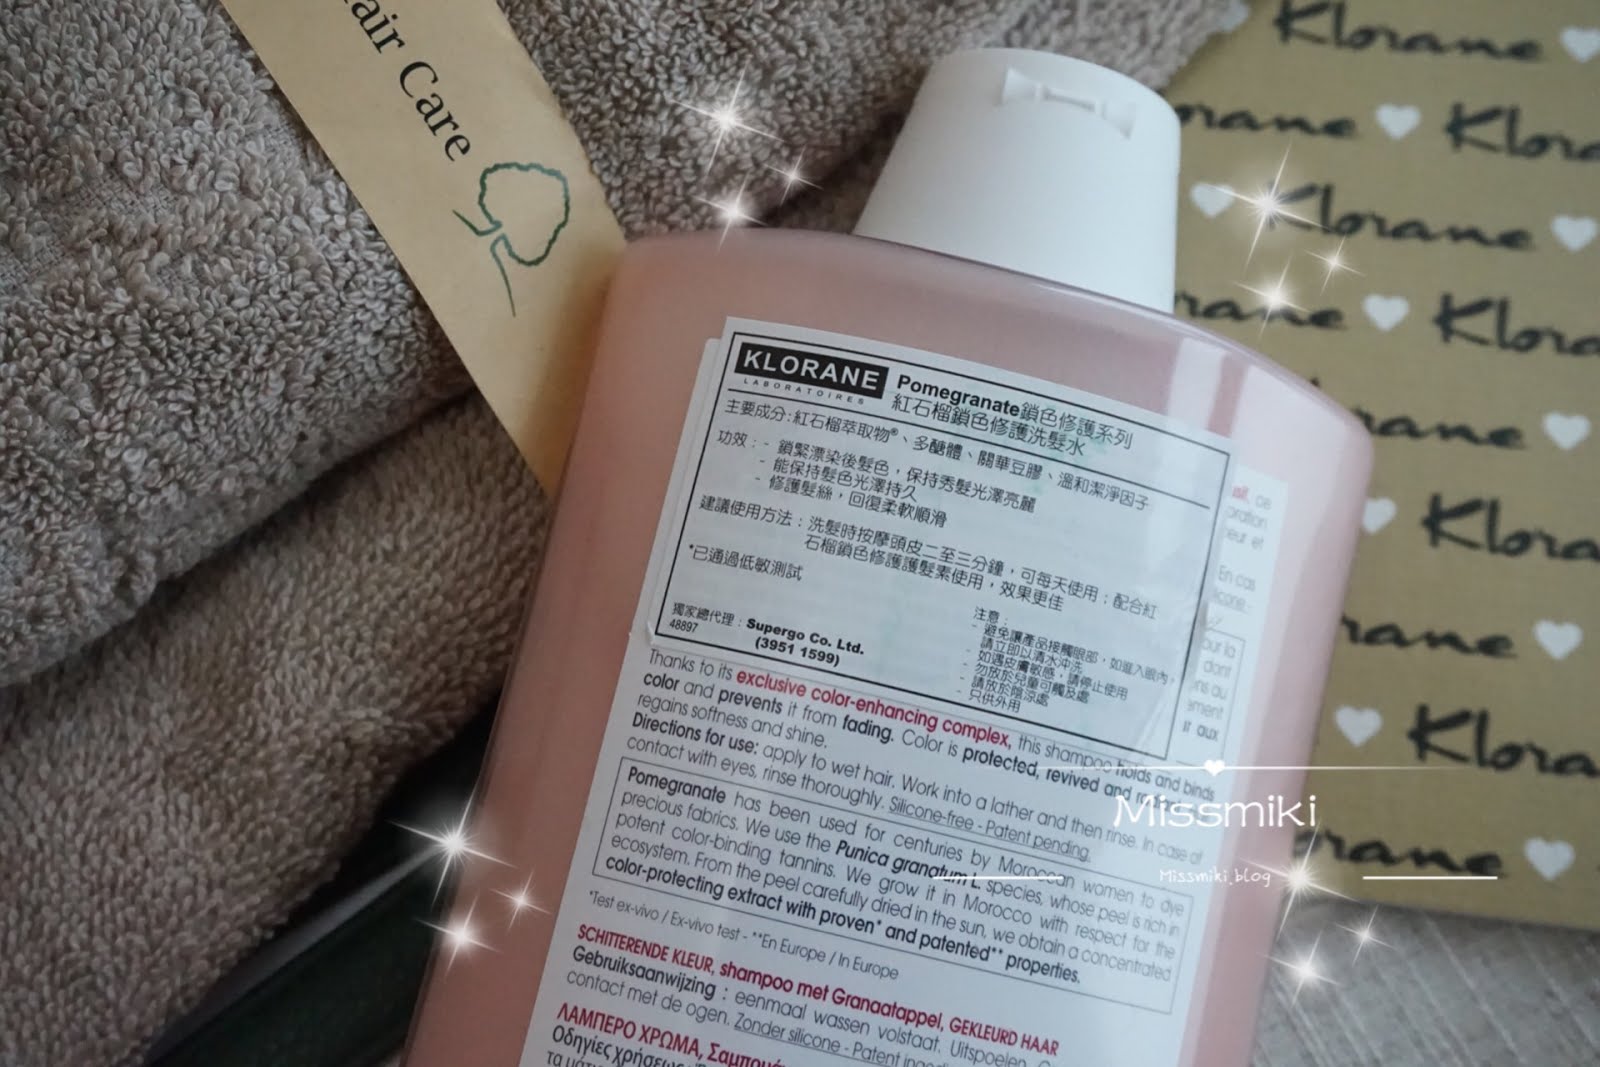 air Care
Klorane
orane Klora
Klorane
rane Klora
rane Klora
Klora
rane Klora
Klora
orane
KLORANE
LABORATOIRES
Pomegranate鎖色修護系列
紅石榴鎖色修護洗髮水
主要成分:紅石榴萃取物®、多醣體、關華豆膠、溫和潔淨因子
功效:- 鎖緊漂染後髮色,保持秀髮光澤亮麗
- 能保持髮色光澤持久
- 修護髮絲,回復柔軟順滑
建議使用方法:洗髮時按摩頭皮二至三分鐘,可每天使用;配合紅
石榴鎖色修護護髮素使用,效果更佳
*已通過低敏測試
獨家總代理:Supergo Co. Ltd.
48897 (3951 1599)
注意:
- 避免讓產品接觸眼部,如進入眼內,
請立即以清水沖洗
- 如遇皮膚敏感,請停止使用
- 勿放於兒童可觸及處
- 請放於陰涼處
- 只供外用
Thanks to its exclusive color-enhancing complex, this shampoo holds and binds
color and prevents it from fading. Color is protected, revived and
regains softness and shine.
Directions for use: apply to wet hair. Work into a lather and then rinse. In case of
contact with eyes, rinse thoroughly. Silicone-free - Patent pending.
Pomegranate has been used for centuries by Moroccan women to dye
precious fabrics. We use the Punica granatum L. species, whose peel is rich in
potent color-binding tannins. We grow it in Morocco with respect for the
ecosystem. From the peel carefully dried in the sun, we obtain a concentrated
color-protecting extract with proven* and patented** properties.
*Test ex-vivo / Ex-vivo test - **En Europe / In Europe
SCHITTERENDE KLEUR, shampoo met Granaatappel, GEKLEURD HAAR
Gebruiksaanwijzing : eenmaal wassen volstaat. Uitspoelen.
contact met de ogen. Zonder silicone - Patent
ΛΑΜΠΕΡΟ ΧΡΩΜΑ,
Οδηγίες χρήσεως
Missmiki
Missmiki.blog